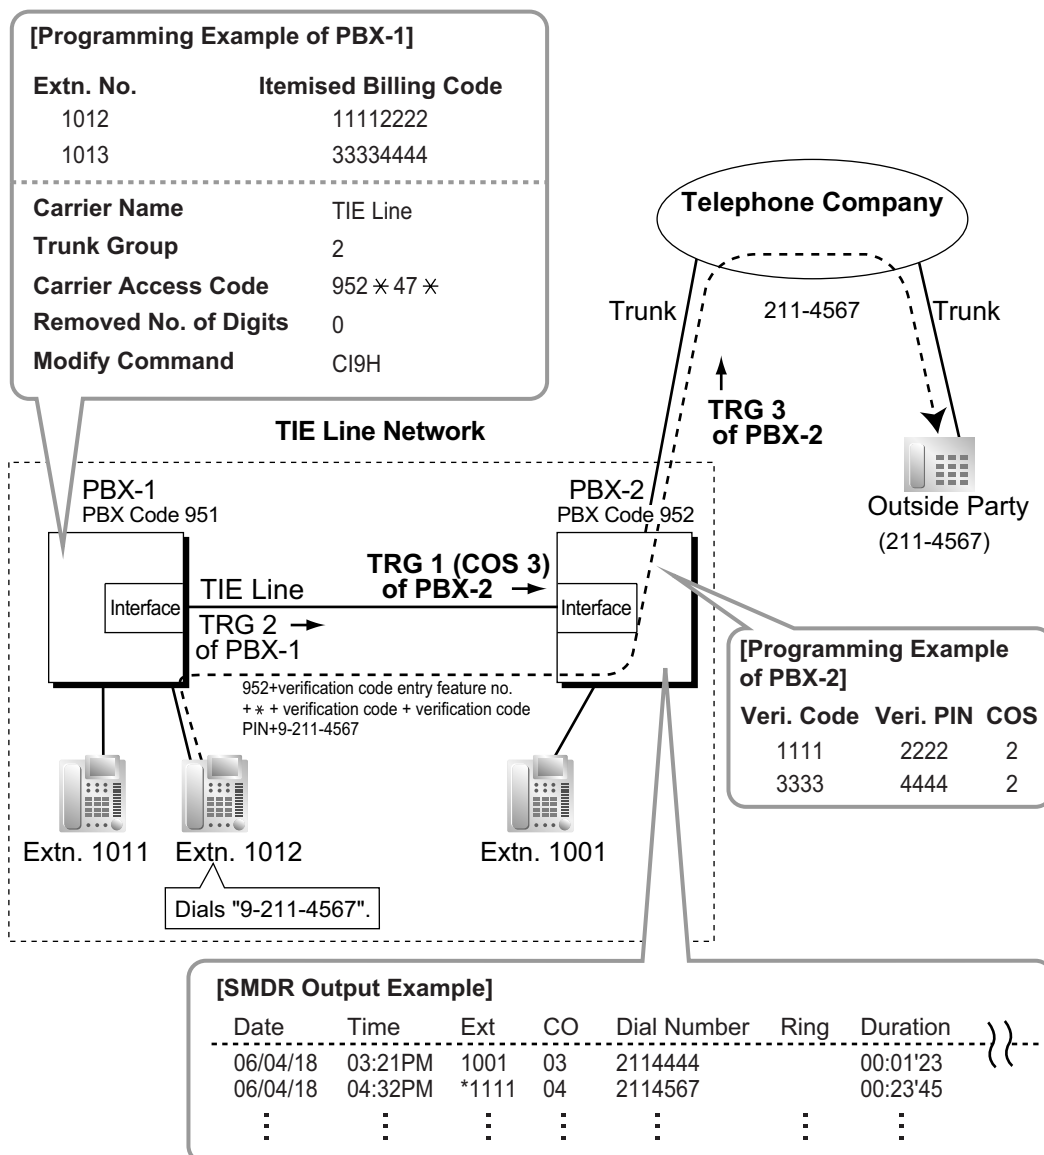 [Programming Example of PBX-1]
Extn. No. Itemised Billing Code
1012 11112222
1013 33334444
Carrier Name TIE Line
Trunk Group 2
Carrier Access Code 952 * 47 *
Removed No. of Digits 0
Modify Command CI9H
Telephone Company
Trunk 211-4567 Trunk
TRG 3
of PBX-2
Outside Party
(211-4567)
TIE Line Network
PBX-1
PBX Code 951
PBX-2
PBX Code 952
Interface
TIE Line
TRG 1 (COS 3)
of PBX-2 →
Interface
TRG 2 →
of PBX-1
952+verification code entry feature no.
+ * + verification code + verification code
PIN+9-211-4567
[Programming Example
of PBX-2]
Veri. Code Veri. PIN COS
1111 2222 2
3333 4444 2
Extn. 1011 Extn. 1012 Extn. 1001
Dials "9-211-4567".
[SMDR Output Example]
Date Time Ext CO Dial Number Ring Duration
06/04/18 03:21PM 1001 03 2114444 00:01'23
06/04/18 04:32PM *1111 04 2114567 00:23'45